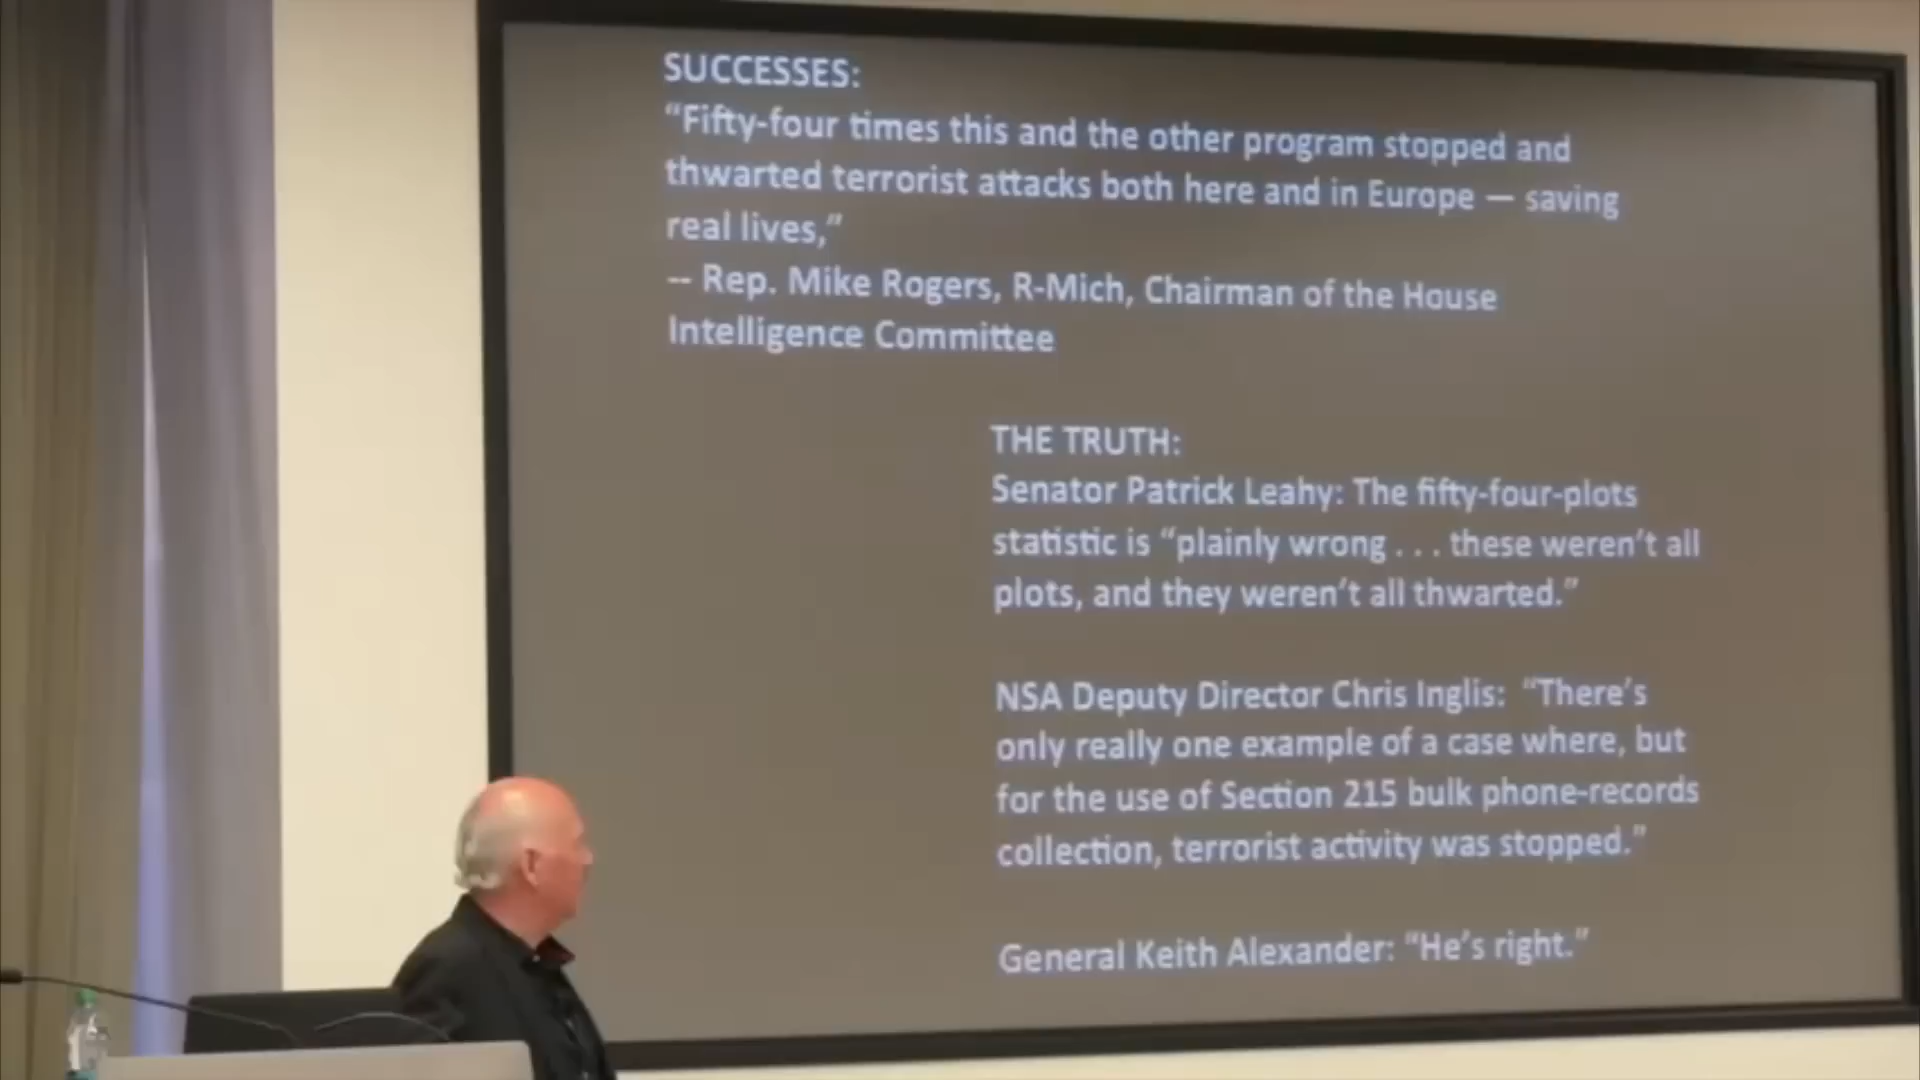 SUCCESSES:
“Fifty-four times this and the other program stopped and
thwarted terrorist attacks both here and in Europe — saving
real lives,”
-- Rep. Mike Rogers, R-Mich, Chairman of the House
Intelligence Committee
THE TRUTH:
Senator Patrick Leahy: The fifty-four-plots
statistic is “plainly wrong . . . these weren’t all
plots, and they weren’t all thwarted.”
NSA Deputy Director Chris Inglis:  “There’s
only really one example of a case where, but
for the use of Section 215 bulk phone-records
collection, terrorist activity was stopped.”
General Keith Alexander: “He’s right.”